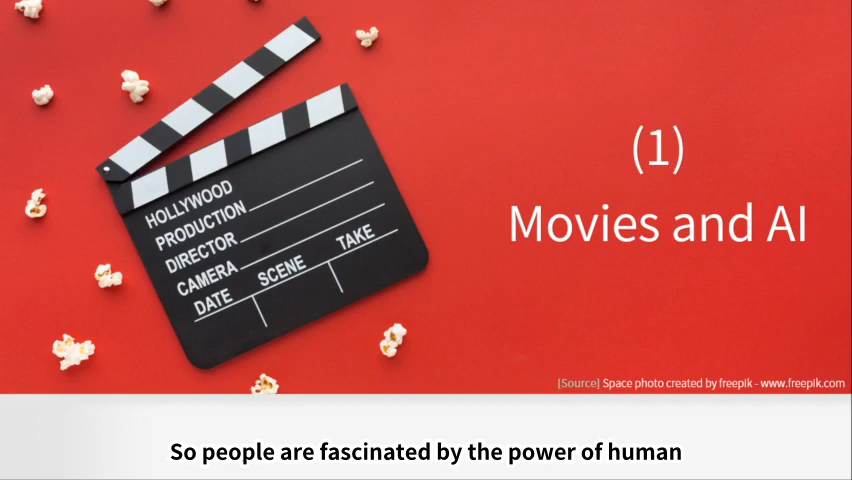 HOLLYWOOD
PRODUCTION
DIRECTOR
CAMERA
DATE SCENE TAKE
(1)
Movies and AI
[Source] Space photo created by freepik - www.freepik.com
So people are fascinated by the power of human